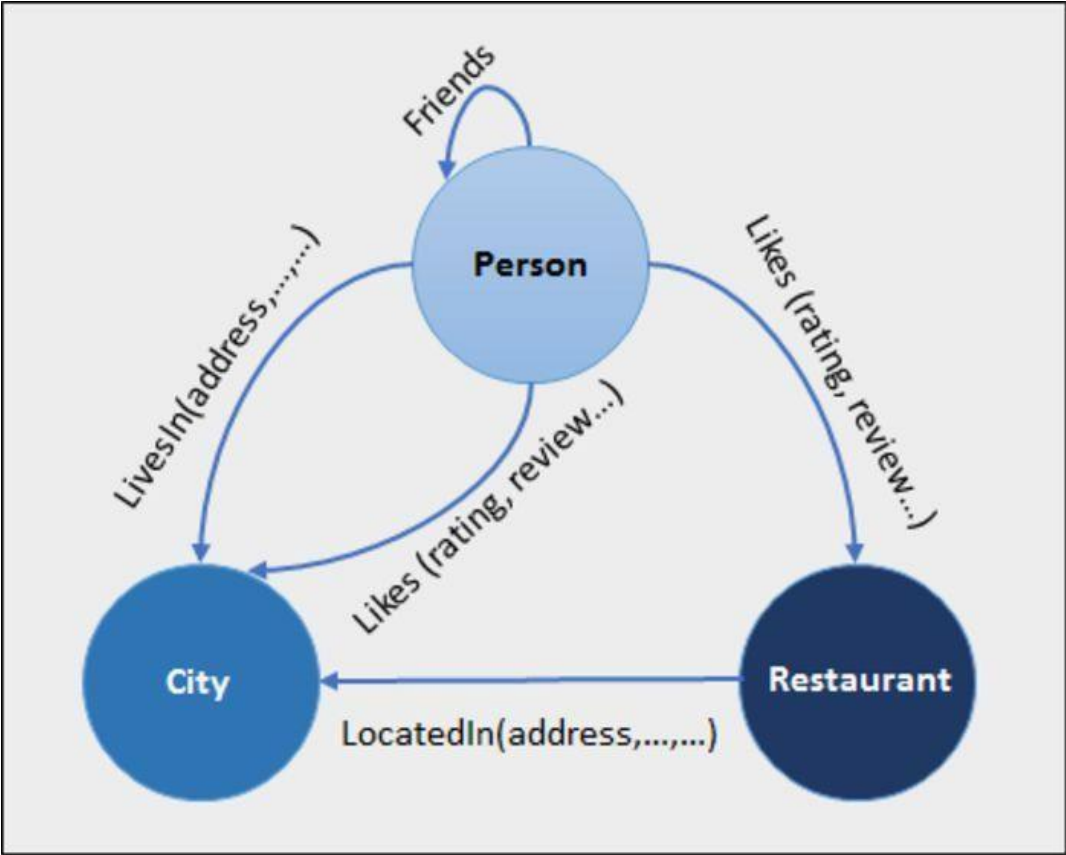 Friends
Person
LivesIn(address,...,...)
Likes (rating, review...)
Likes (rating, review...)
City
Restaurant
LocatedIn(address,...,...)